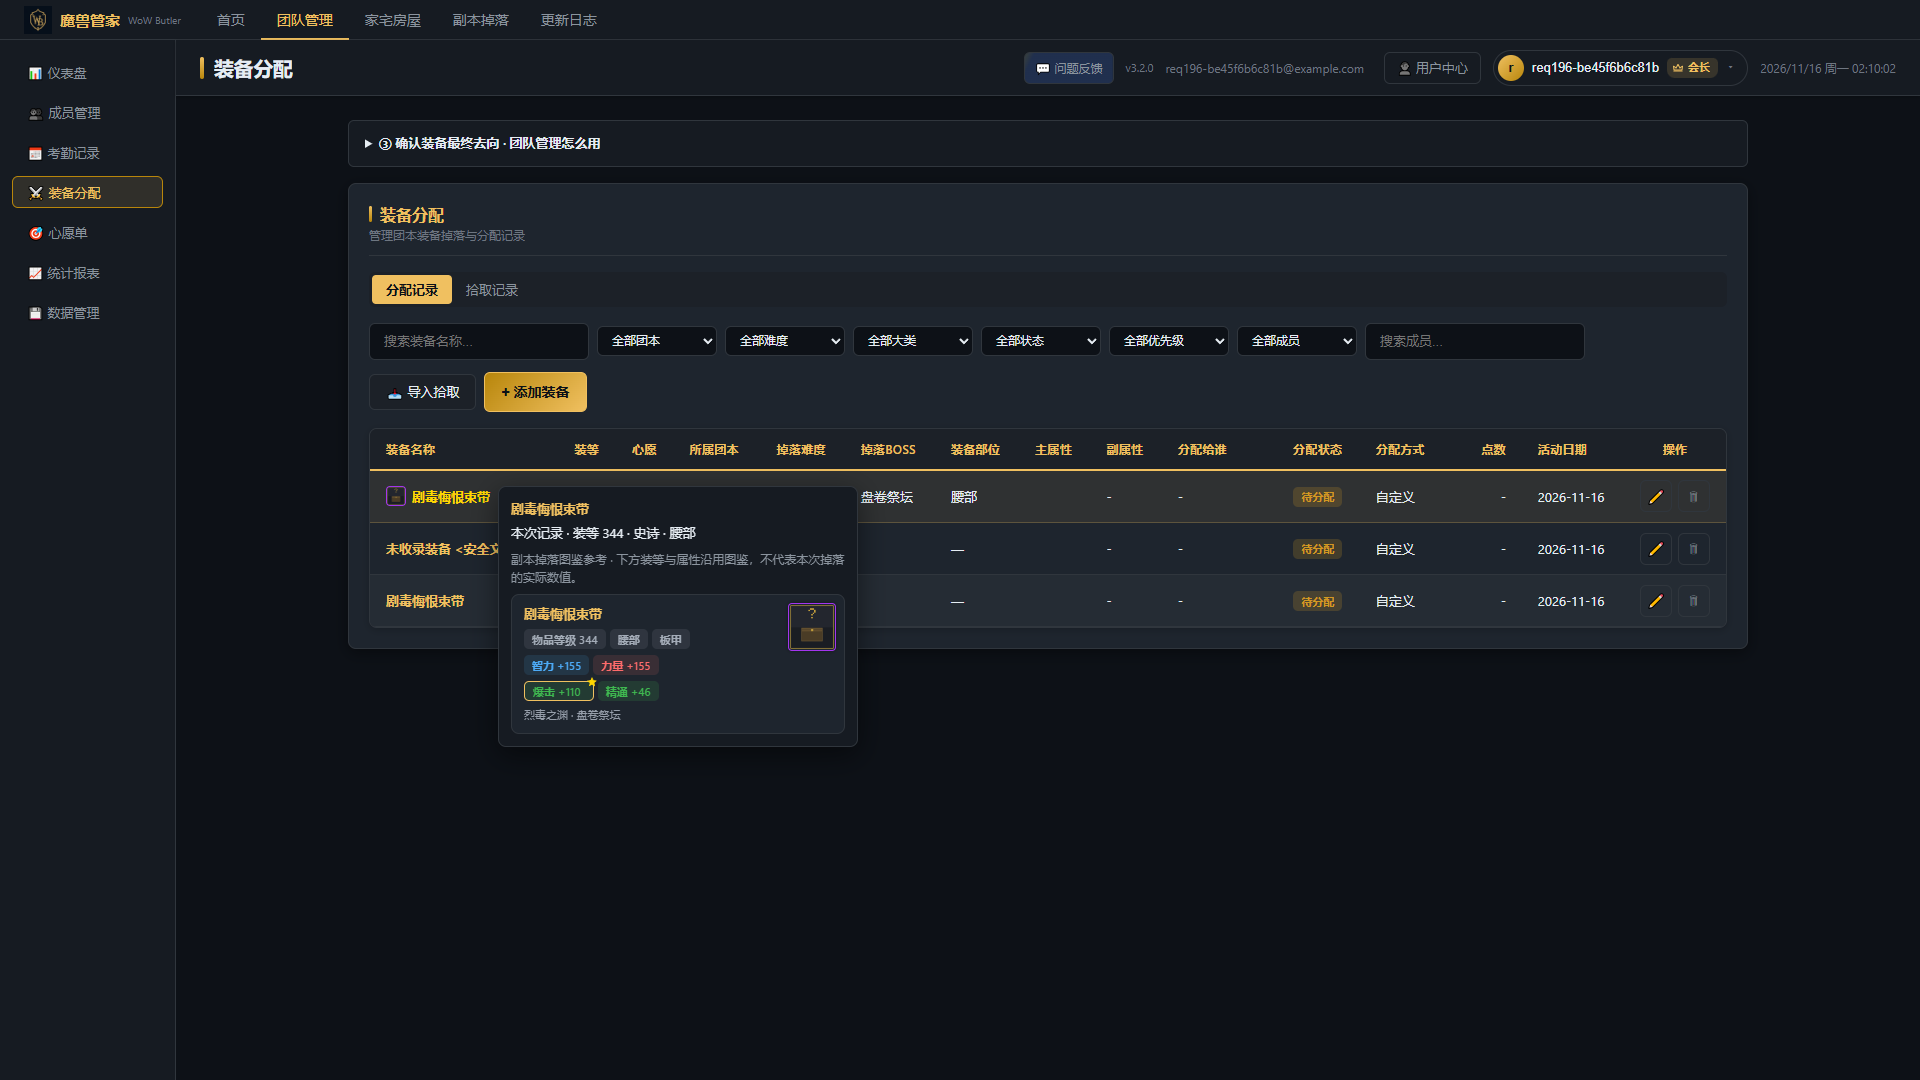 魔兽管家 WoW Butler 首页 团队管理 家宅房屋 副本掉落 更新日志
仪表盘
成员管理
考勤记录
装备分配
心愿单
统计报表
数据管理
装备分配
问题反馈 v3.2.0 req196-be45f6b6c81b@example.com 用户中心 r req196-be45f6b6c81b 会长 2026/11/16 周一 02:10:02
③ 确认装备最终去向 · 团队管理怎么用
装备分配
管理团本装备掉落与分配记录
分配记录 拾取记录
搜索装备名称... 全部团本 全部难度 全部大类 全部状态 全部优先级 全部成员 搜索成员...
导入拾取 + 添加装备
装备名称 装等 心愿 所属团本 掉落难度 掉落BOSS 装备部位 主属性 副属性 分配给谁 分配状态 分配方式 点数 活动日期 操作
剧毒悔恨束带 盘卷祭坛 腰部 - - 待分配 自定义 - 2026-11-16
未收录装备 <安全文 — - - 待分配 自定义 - 2026-11-16
剧毒悔恨束带 — - - 待分配 自定义 - 2026-11-16
剧毒悔恨束带
本次记录 · 装等 344 · 史诗 · 腰部
副本掉落图鉴参考 · 下方装等与属性沿用图鉴，不代表本次掉落
的实际数值。
剧毒悔恨束带
物品等级 344 腰部 板甲
智力 +155 力量 +155
爆击 +110 精通 +46
烈毒之渊 · 盘卷祭坛